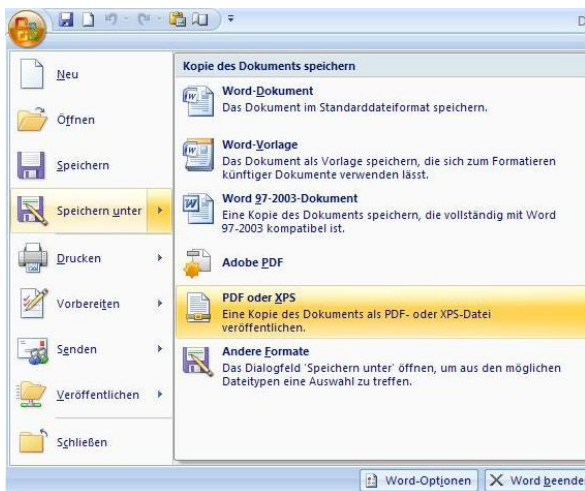 D
Neu
Öffnen
Speichern
Speichern unter
Drucken
Vorbereiten
Senden
Veröffentlichen
Schließen
Kopie des Dokuments speichern
Word-Dokument
Das Dokument im Standarddateiformat speichern.
Word-Vorlage
Das Dokument als Vorlage speichern, die sich zum Formatieren
künftiger Dokumente verwenden lässt.
Word 97-2003-Dokument
Eine Kopie des Dokuments speichern, die vollständig mit Word
97-2003 kompatibel ist.
Adobe PDF
PDF oder XPS
Eine Kopie des Dokuments als PDF- oder XPS-Datei
veröffentlichen.
Andere Formate
Das Dialogfeld 'Speichern unter' öffnen, um aus den möglichen
Dateitypen eine Auswahl zu treffen.
Word-Optionen
Word beende